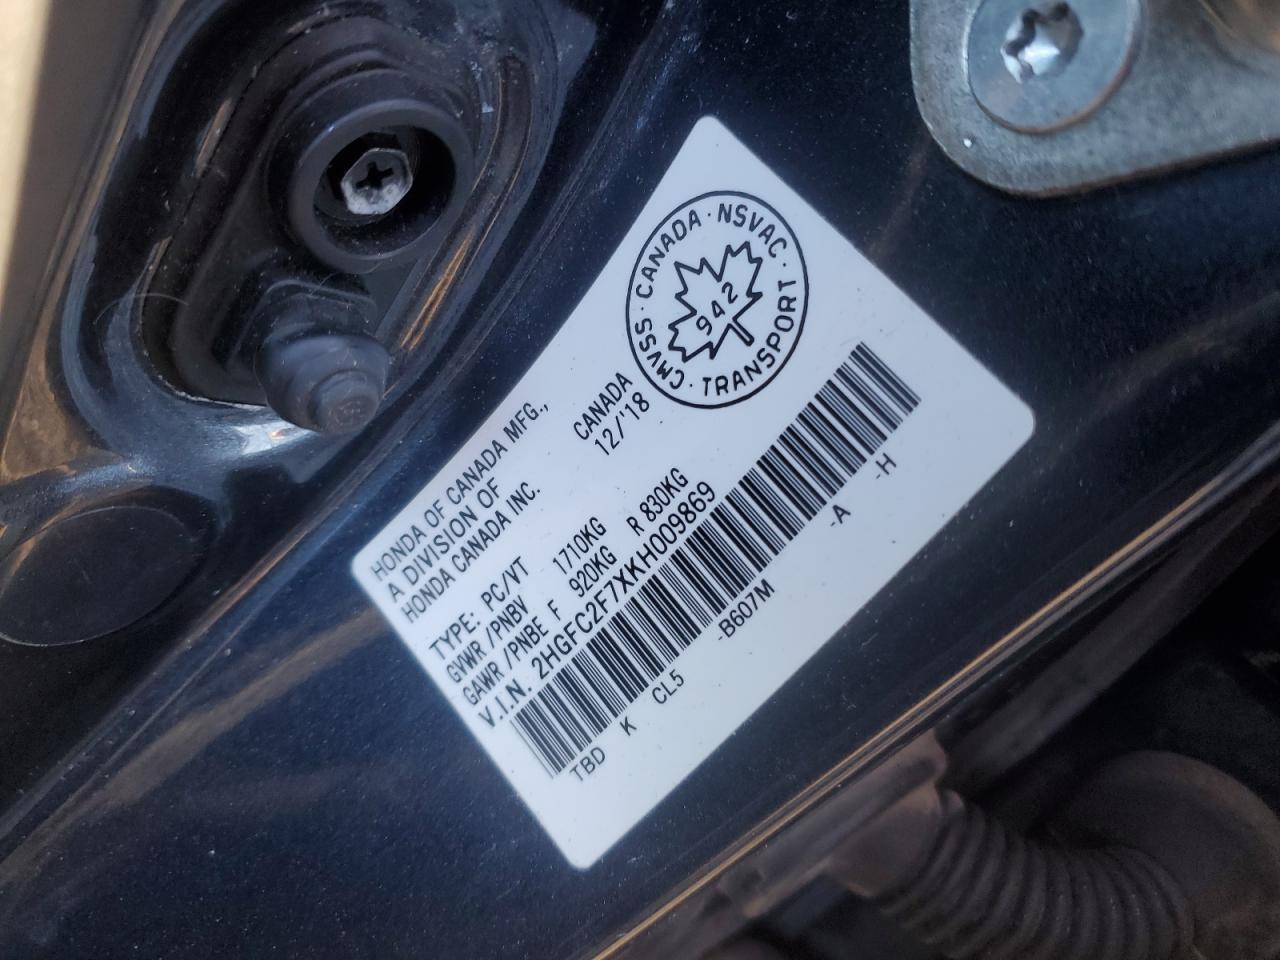 HONDA OF CANADA MFG.,
A DIVISION OF
HONDA CANADA INC.
CANADA
12/'18
CMVSS · CANADA · NSVAC · TRANSPORT ·
942
TYPE: PC/VT
GVWR /PNBV 1710KG
GAWR /PNBE F 920KG R 830KG
V.I.N. 2HGFC2F7XKH009869
TBD K CL5 -B607M -A -H